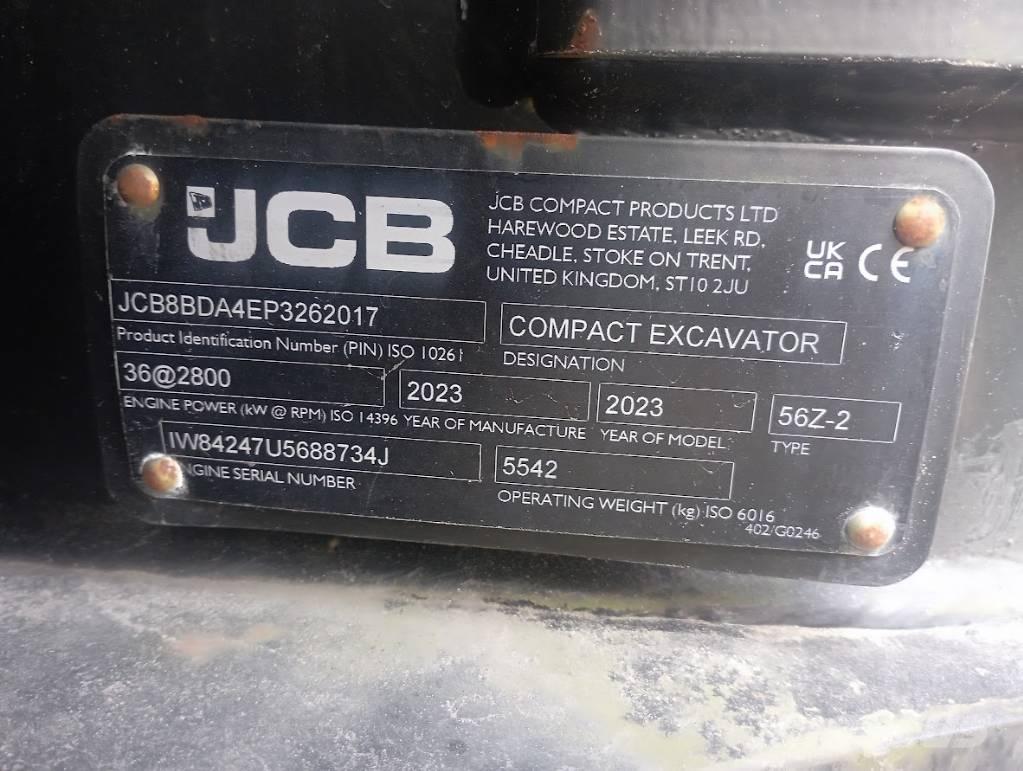 JCB
JCB COMPACT PRODUCTS LTD
HAREWOOD ESTATE, LEEK RD,
CHEADLE, STOKE ON TRENT,
UNITED KINGDOM, ST10 2JU
UK
CA
CE
JCB8BDA4EP3262017
Product Identification Number (PIN) ISO 10261
COMPACT EXCAVATOR
DESIGNATION
36@2800
ENGINE POWER (kW @ RPM) ISO 14396
2023
YEAR OF MANUFACTURE
2023
YEAR OF MODEL
56Z-2
TYPE
IW84247U5688734J
ENGINE SERIAL NUMBER
5542
OPERATING WEIGHT (kg) ISO 6016
402/G0246